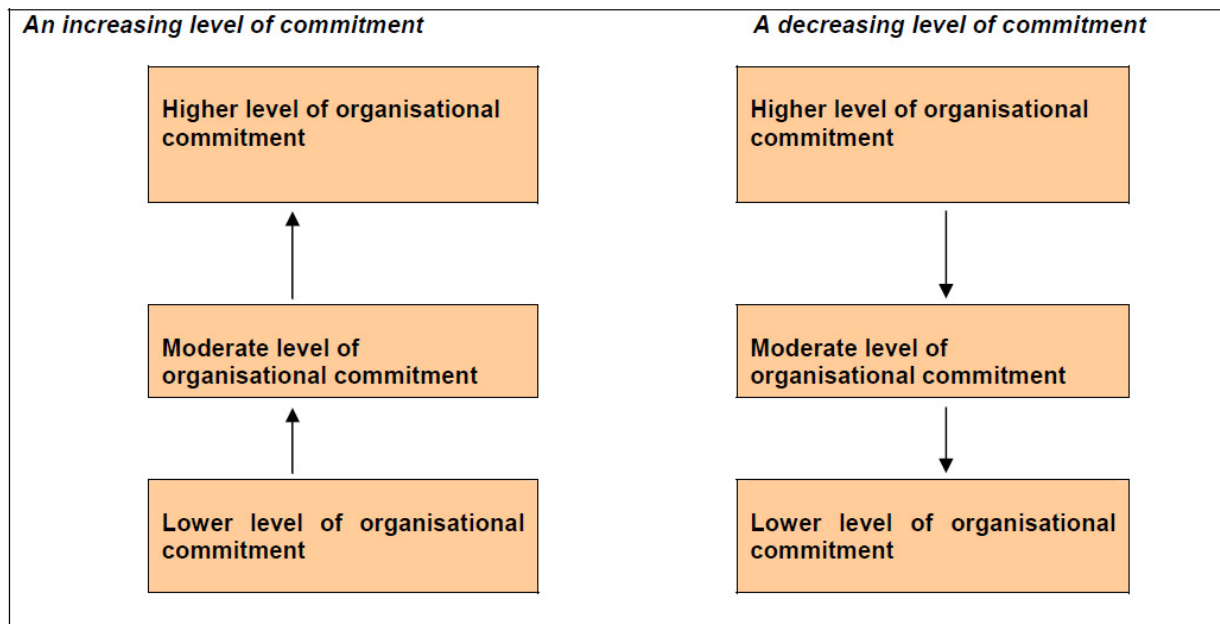 An increasing level of commitment
A decreasing level of commitment
Higher level of organisational
commitment
Higher level of organisational
commitment
Moderate level of
organisational commitment
Moderate level of
organisational commitment
Lower level of organisational
commitment
Lower level of organisational
commitment